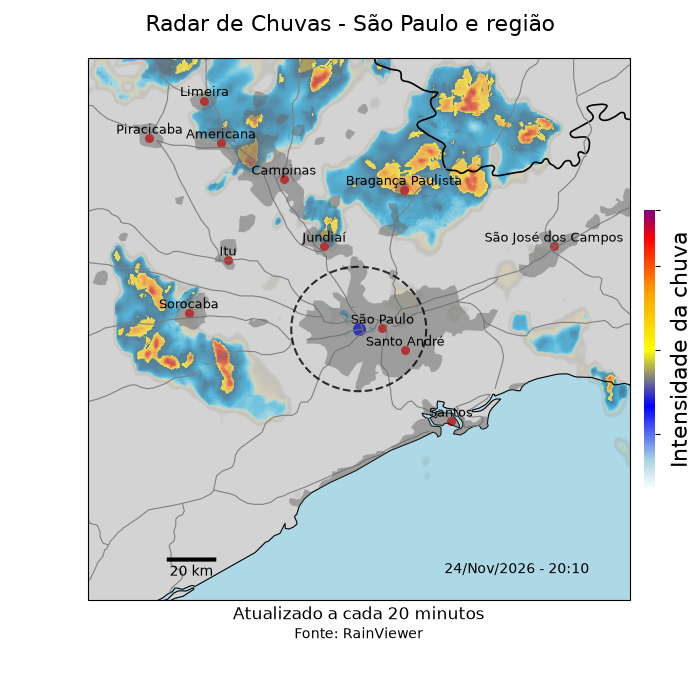 Radar de Chuvas - São Paulo e região
Limeira
Piracicaba
Americana
Campinas
Bragança Paulista
Jundiaí
São José dos Campos
Itu
Sorocaba
São Paulo
Santo André
Santos
Intensidade da chuva
20 km
24/Nov/2026 - 20:10
Atualizado a cada 20 minutos
Fonte: RainViewer